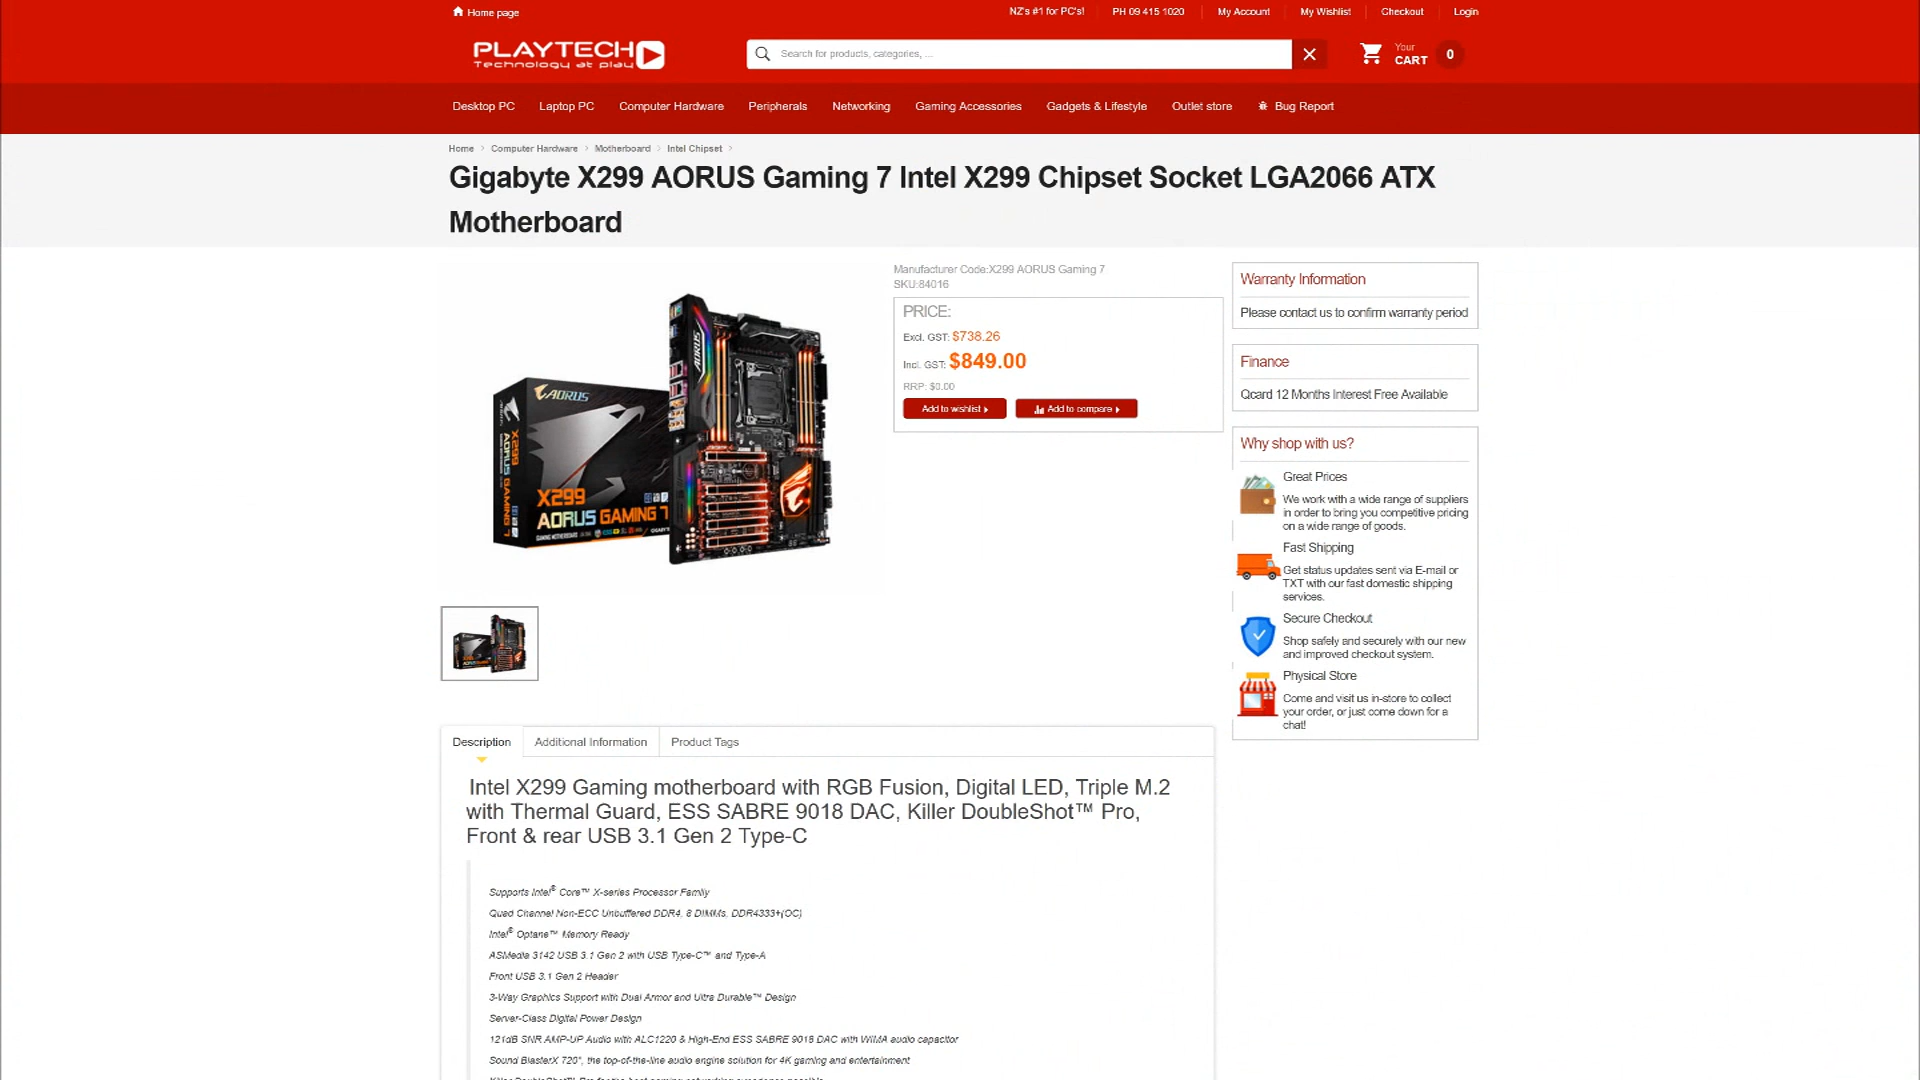 Home page
NZ's #1 for PC's!
PH 09 415 1020
My Account
My Wishlist
Checkout
Login
PLAYTECH
Technology at play
Search for products, categories, ...
Your
CART
0
Desktop PC
Laptop PC
Computer Hardware
Peripherals
Networking
Gaming Accessories
Gadgets & Lifestyle
Outlet store
Bug Report
Home
Computer Hardware
Motherboard
Intel Chipset
Gigabyte X299 AORUS Gaming 7 Intel X299 Chipset Socket LGA2066 ATX
Motherboard
AORUS
X299
AORUS GAMING 7
X299
AORUS GAMING 7
AORUS
Manufacturer Code:X299 AORUS Gaming 7
SKU:84016
PRICE:
Excl. GST: $738.26
Incl. GST: $849.00
RRP: $0.00
Add to wishlist
Add to compare
Warranty Information
Please contact us to confirm warranty period
Finance
Qcard 12 Months Interest Free Available
Why shop with us?
Great Prices
We work with a wide range of suppliers
in order to bring you competitive pricing
on a wide range of goods.
Fast Shipping
Get status updates sent via E-mail or
TXT with our fast domestic shipping
services.
Secure Checkout
Shop safely and securely with our new
and improved checkout system.
Physical Store
Come and visit us in-store to collect
your order, or just come down for a
chat!
Description
Additional Information
Product Tags
Intel X299 Gaming motherboard with RGB Fusion, Digital LED, Triple M.2
with Thermal Guard, ESS SABRE 9018 DAC, Killer DoubleShot™ Pro,
Front & rear USB 3.1 Gen 2 Type-C
Supports Intel® Core™ X-series Processor Family
Quad Channel Non-ECC Unbuffered DDR4, 8 DIMMs, DDR4333+(OC)
Intel® Optane™ Memory Ready
ASMedia 3142 USB 3.1 Gen 2 with USB Type-C™ and Type-A
Front USB 3.1 Gen 2 Header
3-Way Graphics Support with Dual Armor and Ultra Durable™ Design
Server-Class Digital Power Design
121dB SNR AMP-UP Audio with ALC1220 & High-End ESS SABRE 9018 DAC with WIMA audio capacitor
Sound BlasterX 720°, the top-of-the-line audio engine solution for 4K gaming and entertainment